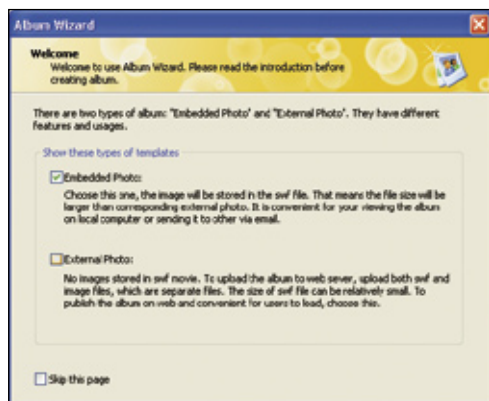 Album Wizard
Welcome
Welcome to use Album Wizard. Please read the introduction before
creating album.
There are two types of album: "Embedded Photo" and "External Photo". They have different
features and usages.
Show these types of templates
Embedded Photo:
Choose this one, the image will be stored in the swf file. That means the file size will be
larger than corresponding external photo. It is convenient for your viewing the album
on local computer or sending it to other via email.
External Photo:
No images stored in swf movie. To upload the album to web sever, upload both swf and
image files, which are separate files. The size of swf file can be relatively small. To
publish the album on web and convenient for users to load, choose this.
Skip this page